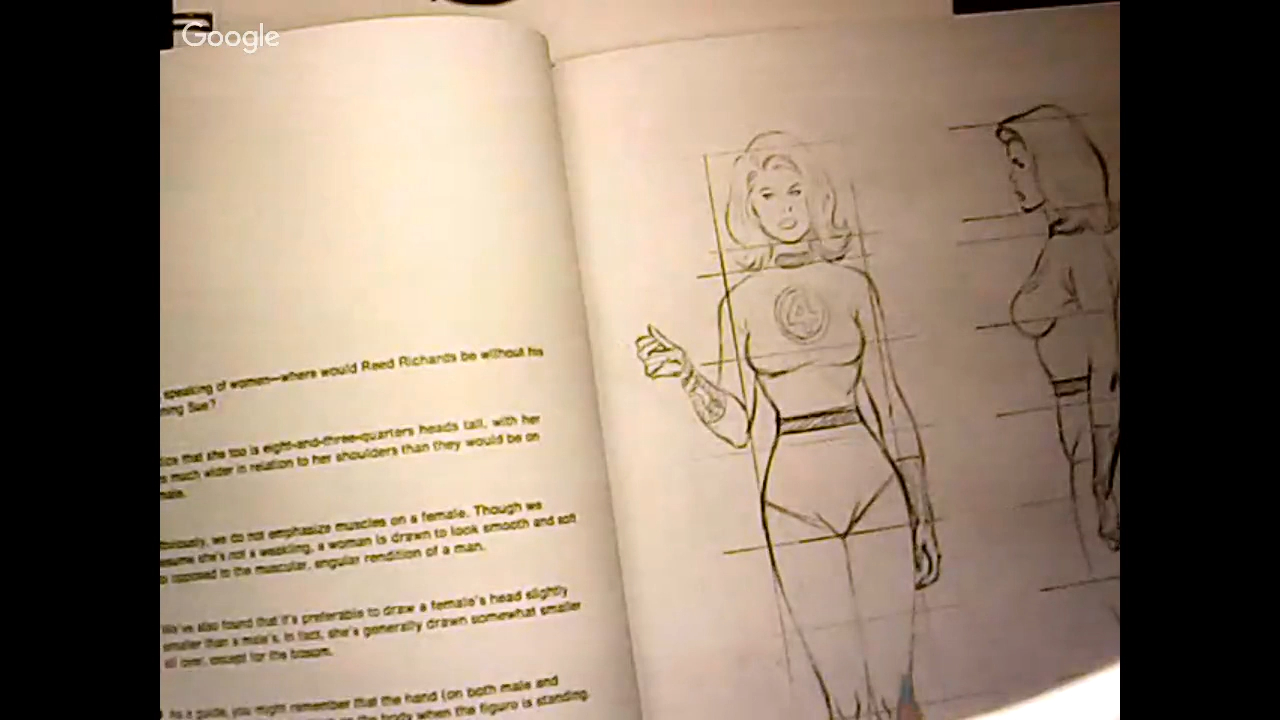 Google
speaking of women—where would Reed Richards be without his
Sue?
that she too is eight-and-three-quarters heads tall, with her
much wider in relation to her shoulders than they would be on
male.
we do not emphasize muscles on a female. Though we
she's not a weakling, a woman is drawn to look smooth and soft
opposed to the muscular, angular rendition of a man.
We've also found that it's preferable to draw a female's head slightly
smaller than a male's. In fact, she's generally drawn somewhat smaller
all over, except for the bosom.
As a guide, you might remember that the hand (on both male and
the body when the figure is standing.
4